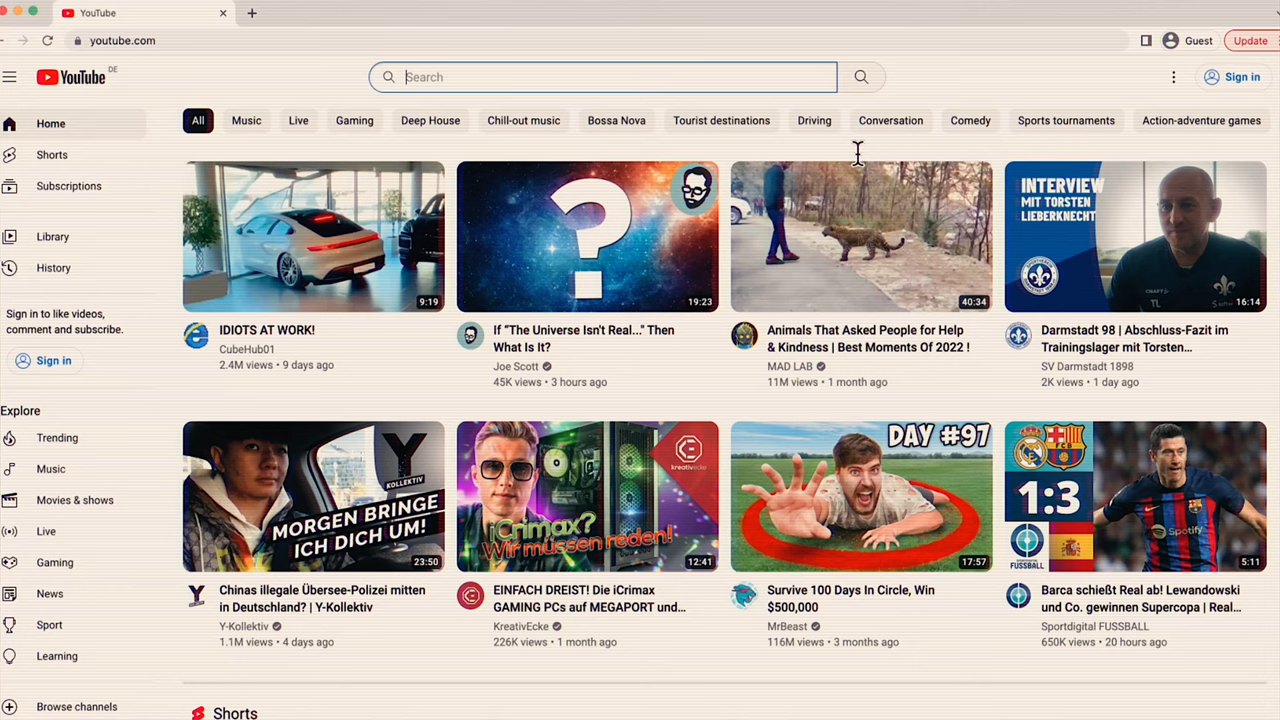 YouTube
youtube.com
Guest
Update
YouTube DE
Search
Sign in
Home
Shorts
Subscriptions
Library
History
Sign in to like videos,
comment and subscribe.
Sign in
Explore
Trending
Music
Movies & shows
Live
Gaming
News
Sport
Learning
Browse channels
All
Music
Live
Gaming
Deep House
Chill-out music
Bossa Nova
Tourist destinations
Driving
Conversation
Comedy
Sports tournaments
Action-adventure games
9:19
IDIOTS AT WORK!
CubeHub01
2.4M views • 9 days ago
?
19:23
If “The Universe Isn't Real...” Then
What Is It?
Joe Scott
45K views • 3 hours ago
40:34
Animals That Asked People for Help
& Kindness | Best Moments Of 2022 !
MAD LAB
11M views • 1 month ago
INTERVIEW
MIT TORSTEN
LIEBERKNECHT
CRAFT
TL
16:14
Darmstadt 98 | Abschluss-Fazit im
Trainingslager mit Torsten...
SV Darmstadt 1898
2K views • 1 day ago
Y
KOLLEKTIV
MORGEN BRINGE
ICH DICH UM!
23:50
Chinas illegale Übersee-Polizei mitten
in Deutschland? | Y-Kollektiv
Y-Kollektiv
1.1M views • 4 days ago
kreativecke
iCrimax?
Wir müssen reden!
12:41
EINFACH DREIST! Die iCrimax
GAMING PCs auf MEGAPORT und...
KreativEcke
226K views • 1 month ago
DAY #97
17:57
Survive 100 Days In Circle, Win
$500,000
MrBeast
116M views • 3 months ago
1:3
SPORTDIGITAL
FUSSBALL
Spotify
5:11
Barca schießt Real ab! Lewandowski
und Co. gewinnen Supercopa | Real...
Sportdigital FUSSBALL
650K views • 20 hours ago
Shorts